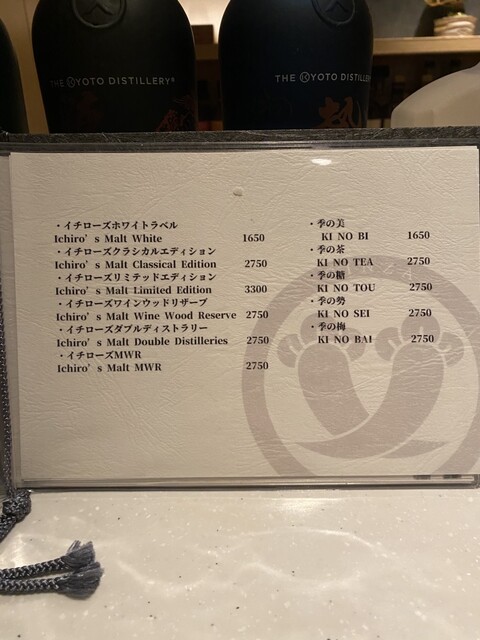 THE KYOTO DISTILLERY
THE KYOTO DISTILLERY
・イチローズホワイトラベル
Ichiro's Malt White 1650
・イチローズクラシカルエディション
Ichiro's Malt Classical Edition 2750
・イチローズリミテッドエディション
Ichiro's Malt Limited Edition 3300
・イチローズワインウッドリザーブ
Ichiro's Malt Wine Wood Reserve 2750
・イチローズダブルディストラリー
Ichiro's Malt Double Distilleries 2750
・イチローズMWR
Ichiro's Malt MWR 2750
・季の美
KI NO BI 1650
・季の茶
KI NO TEA 2750
・季の糖
KI NO TOU 2750
・季の勢
KI NO SEI 2750
・季の梅
KI NO BAI 2750